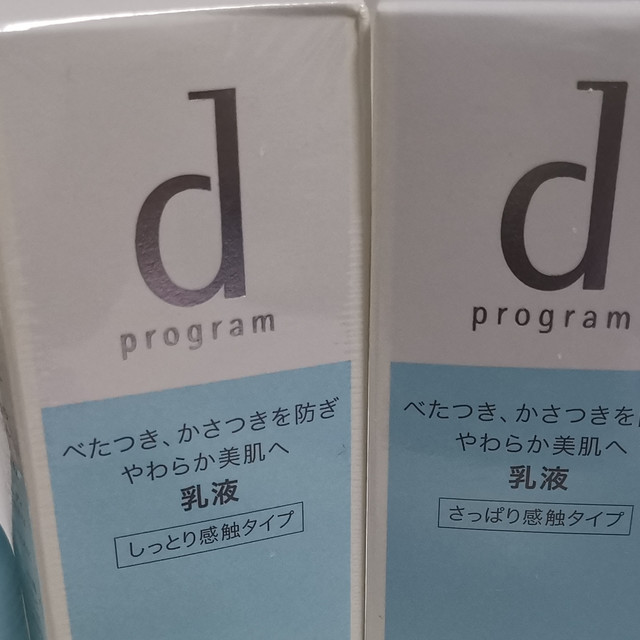 d
program
べたつき、かさつきを防ぎ
やわらか美肌へ
乳液
しっとり感触タイプ
d
program
べたつき、かさつきを
やわらか美肌へ
乳液
さっぱり感触タイプ